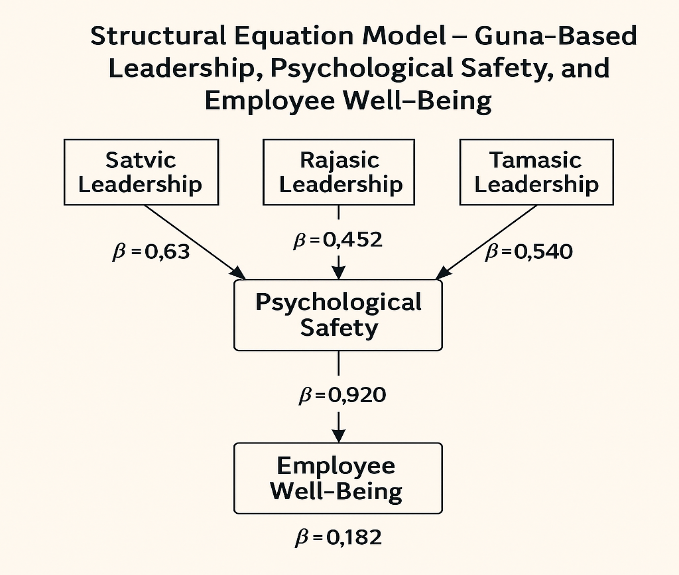 Structural Equation Model – Guna-Based
Leadership, Psychological Safety, and
Employee Well-Being
Satvic
Leadership
Rajasic
Leadership
Tamasic
Leadership
β=0,63
β=0,452
β=0,540
Psychological
Safety
β=0,920
Employee
Well-Being
β=0,182